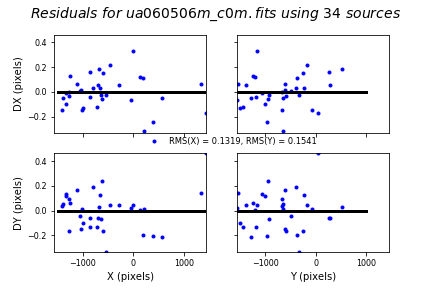 Residuals for ua060506m_c0m.fits using 34 sources
DX (pixels)
0.4
0.2
0.0
−0.2
RMS(X) = 0.1319, RMS(Y) = 0.1541
DY (pixels)
0.4
0.2
0.0
−0.2
−1000 0 1000 −1000 0 1000
X (pixels) Y (pixels)